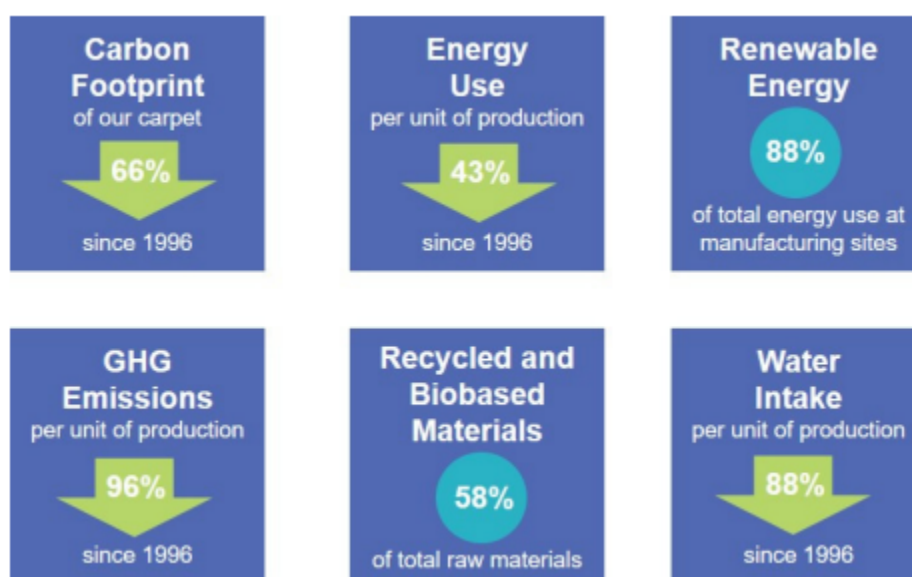 Carbon
Footprint
of our carpet
66%
since 1996
Energy
Use
per unit of production
43%
since 1996
Renewable
Energy
88%
of total energy use at
manufacturing sites
GHG
Emissions
per unit of production
96%
since 1996
Recycled and
Biobased
Materials
58%
of total raw materials
Water
Intake
per unit of production
88%
since 1996